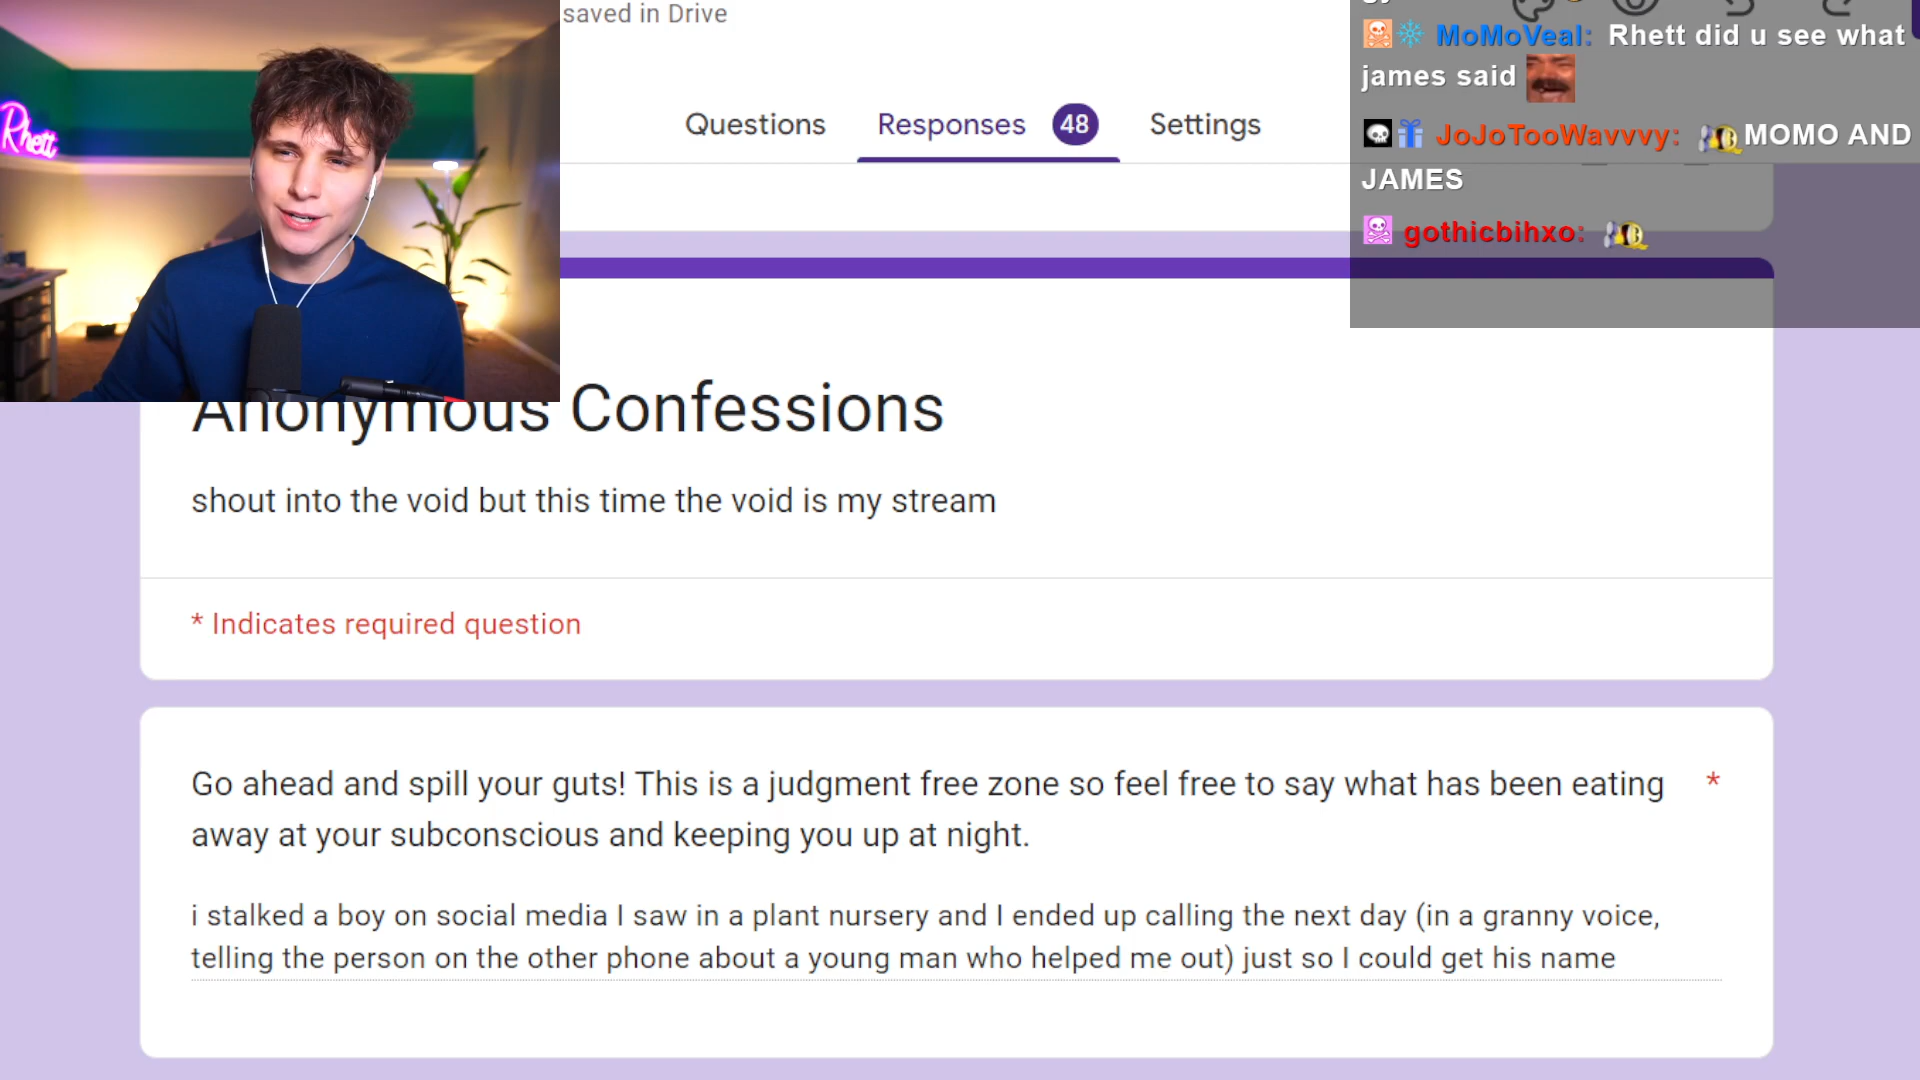 saved in Drive
Rhett
Questions
Responses
48
Settings
MoMoVeal: Rhett did u see what
james said
JoJoTooWavvvy: MOMO AND
JAMES
gothicbihxo:
Anonymous Confessions
shout into the void but this time the void is my stream
* Indicates required question
Go ahead and spill your guts! This is a judgment free zone so feel free to say what has been eating *
away at your subconscious and keeping you up at night.
i stalked a boy on social media I saw in a plant nursery and I ended up calling the next day (in a granny voice,
telling the person on the other phone about a young man who helped me out) just so I could get his name